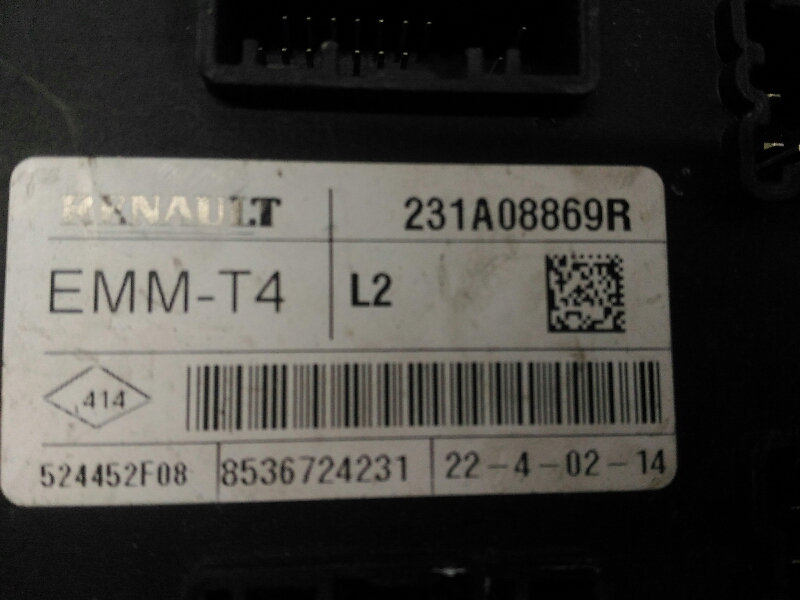 RENAULT 231A08869R
EMM-T4 L2
414
524452F08 8536724231 22-4-02-14